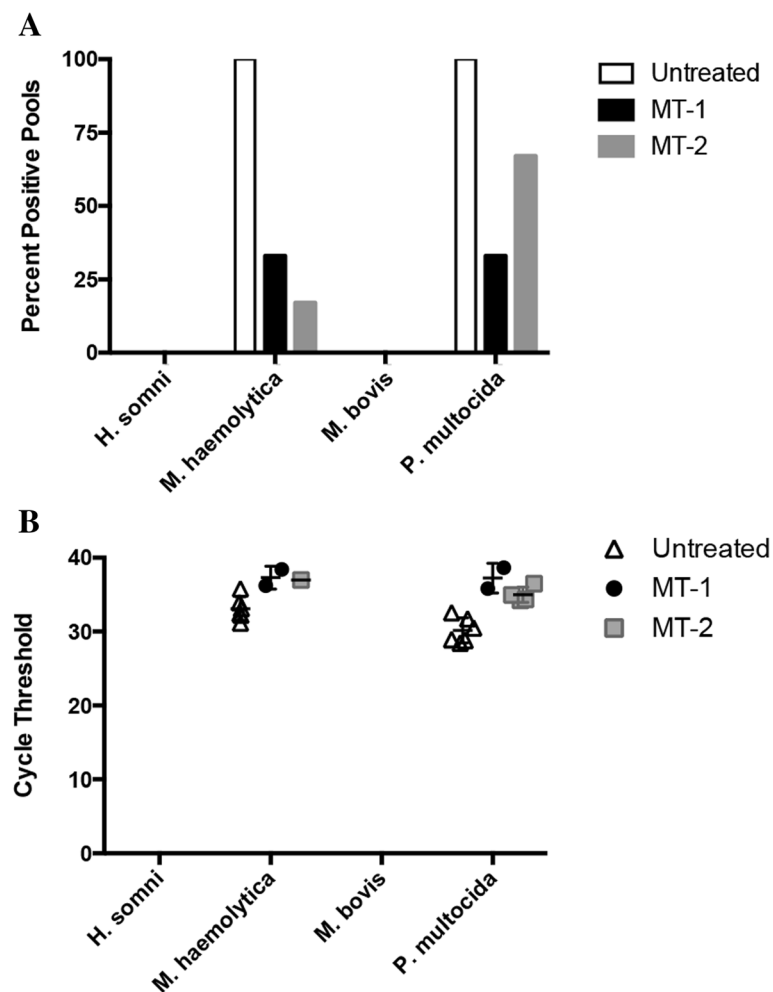 A
Percent Positive Pools
100
75
50
25
0
H. somni
M. haemolytica
M. bovis
P. multocida
Untreated
MT-1
MT-2
B
Cycle Threshold
40
30
20
10
0
H. somni
M. haemolytica
M. bovis
P. multocida
Untreated
MT-1
MT-2